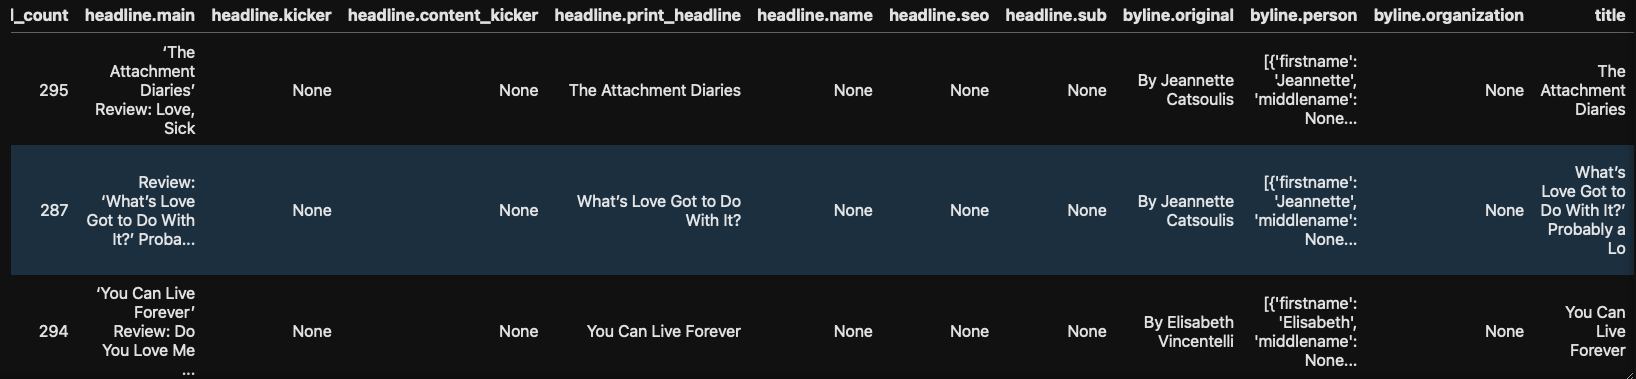 l_count headline.main headline.kicker headline.content_kicker headline.print_headline headline.name headline.seo headline.sub byline.original byline.person byline.organization title
295
‘The
Attachment
Diaries’
Review: Love,
Sick
None
None
The Attachment Diaries
None
None
None
By Jeannette
Catsoulis
[{'firstname':
'Jeannette',
'middlename':
None...
None
The
Attachment
Diaries
287
Review:
‘What’s Love
Got to Do With
It?’ Proba...
None
None
What’s Love Got to Do
With It?
None
None
None
By Jeannette
Catsoulis
[{'firstname':
'Jeannette',
'middlename':
None...
None
What’s
Love Got to
Do With It?’
Probably a
Lo
294
‘You Can Live
Forever’
Review: Do
You Love Me
...
None
None
You Can Live Forever
None
None
None
By Elisabeth
Vincentelli
[{'firstname':
'Elisabeth',
'middlename':
None...
None
You Can
Live
Forever